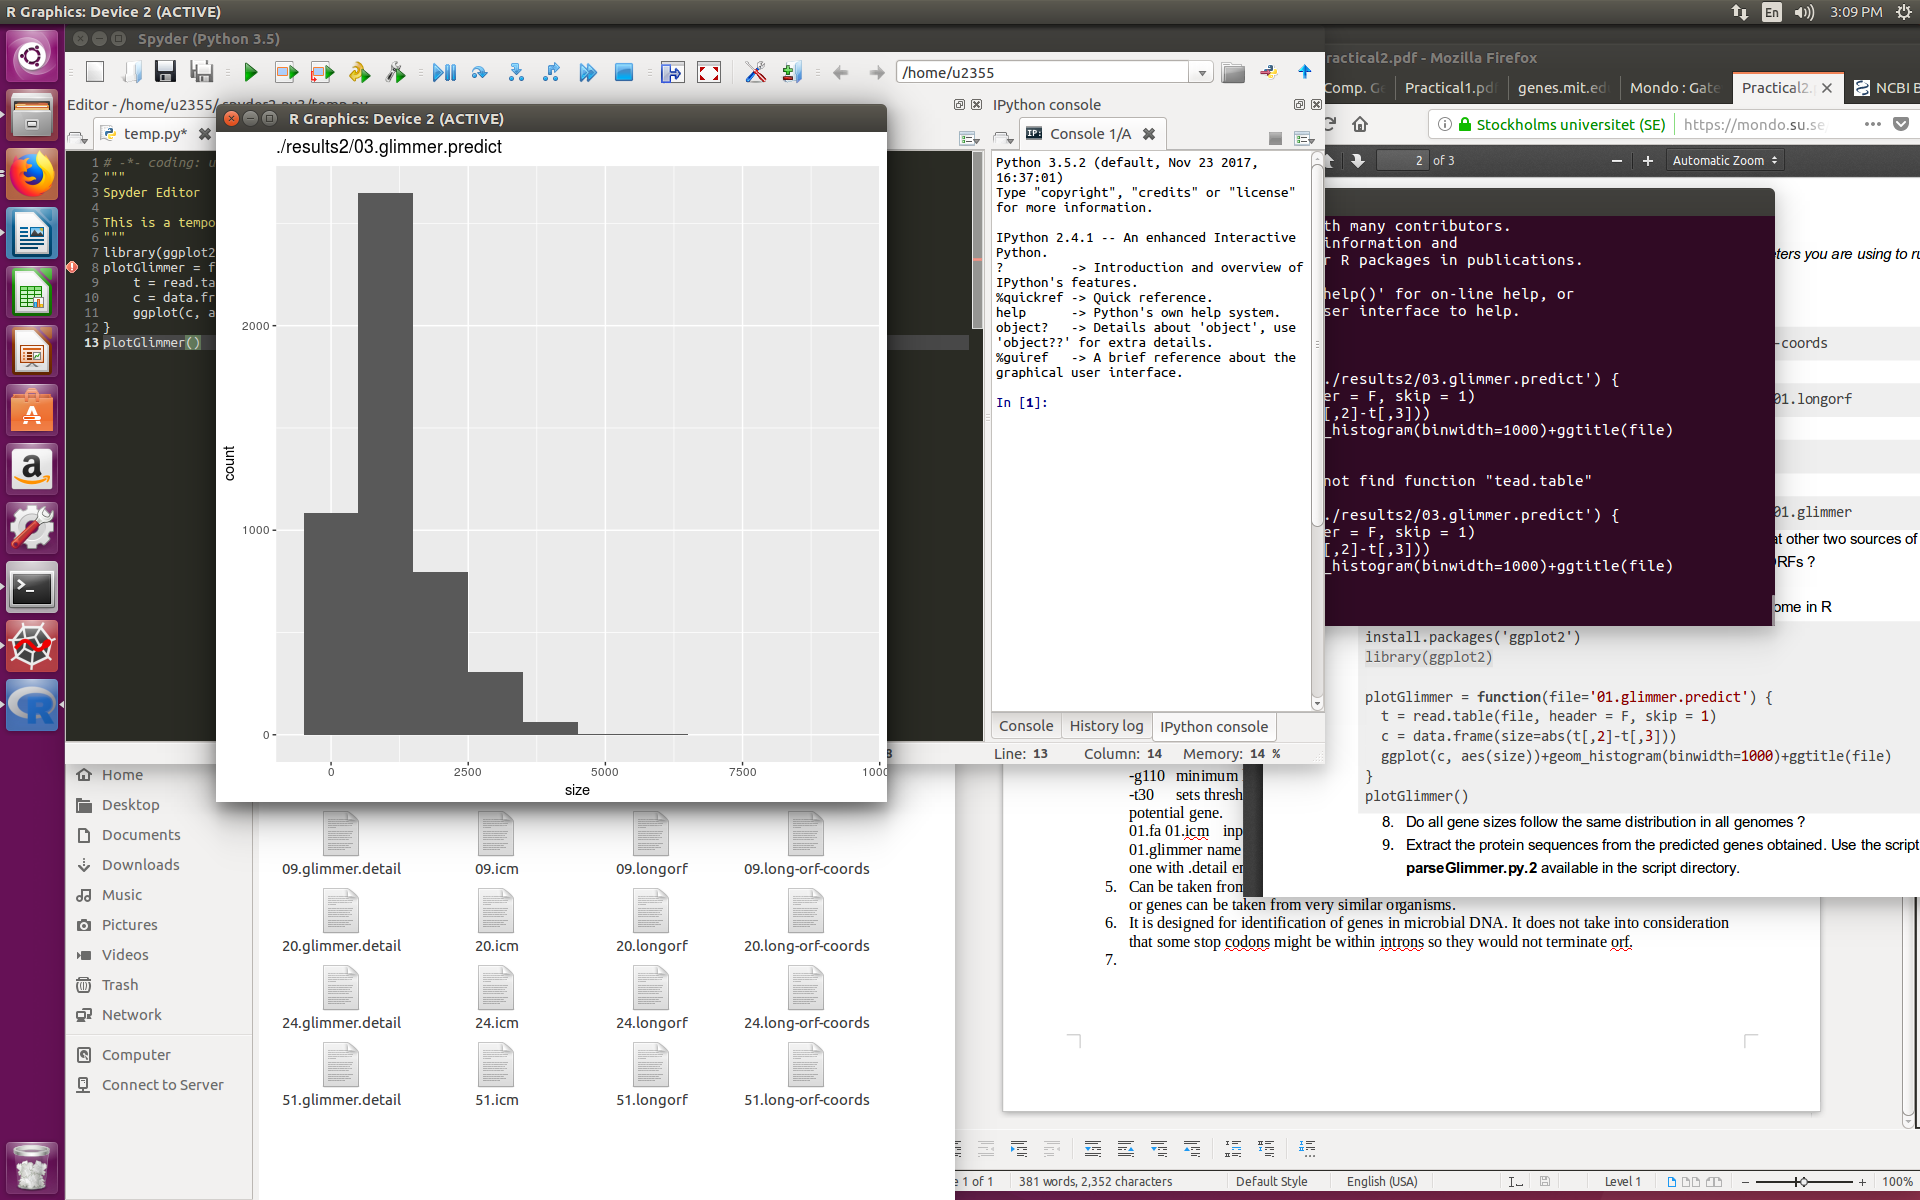 R Graphics: Device 2 (ACTIVE)
En
3:09 PM
Spyder (Python 3.5)
/home/u2355
Editor - /home/u2355/.spyder2-py3/temp.py
temp.py*
1 # -*- coding: u
2 """
3 Spyder Editor
4
5 This is a tempo
6 """
7 library(ggplot2
8 plotGlimmer = f
9 t = read.ta
10 c = data.fr
11 ggplot(c, a
12 }
13 plotGlimmer()
R Graphics: Device 2 (ACTIVE)
./results2/03.glimmer.predict
count
2000
1000
0
0
2500
5000
7500
1000
size
IPython console
Console 1/A
Python 3.5.2 (default, Nov 23 2017,
16:37:01)
Type "copyright", "credits" or "license"
for more information.
IPython 2.4.1 -- An enhanced Interactive
Python.
? -> Introduction and overview of
IPython's features.
%quickref -> Quick reference.
help -> Python's own help system.
object? -> Details about 'object', use
'object??' for extra details.
%guiref -> A brief reference about the
graphical user interface.
In [1]:
Console
History log
IPython console
8
Line: 13
Column: 14
Memory: 14 %
ractical2.pdf - Mozilla Firefox
Comp. G
Practical1.pd
genes.mit.ed
Mondo : Gate
Practical2.
NCBI B
Stockholms universitet (SE)
https://mondo.su.se
2
of 3
Automatic Zoom
th many contributors.
information and
r R packages in publications.
help()' for on-line help, or
ser interface to help.
./results2/03.glimmer.predict') {
er = F, skip = 1)
[,2]-t[,3]))
_histogram(binwidth=1000)+ggtitle(file)
not find function "tead.table"
./results2/03.glimmer.predict') {
er = F, skip = 1)
[,2]-t[,3]))
_histogram(binwidth=1000)+ggtitle(file)
ters you are using to ru
-coords
01.longorf
01.glimmer
at other two sources of
ORFs ?
ome in R
install.packages('ggplot2')
library(ggplot2)
plotGlimmer = function(file='01.glimmer.predict') {
t = read.table(file, header = F, skip = 1)
c = data.frame(size=abs(t[,2]-t[,3]))
ggplot(c, aes(size))+geom_histogram(binwidth=1000)+ggtitle(file)
}
plotGlimmer()
8. Do all gene sizes follow the same distribution in all genomes ?
9. Extract the protein sequences from the predicted genes obtained. Use the script
parseGlimmer.py.2 available in the script directory.
-g110 minimum
-t30 sets thresh
potential gene.
01.fa 01.icm inp
01.glimmer name
one with .detail en
5. Can be taken from
or genes can be taken from very similar organisms.
6. It is designed for identification of genes in microbial DNA. It does not take into consideration
that some stop codons might be within introns so they would not terminate orf.
7.
e 1 of 1
381 words, 2,352 characters
Default Style
English (USA)
Level 1
100%
Home
Desktop
Documents
Downloads
Music
Pictures
Videos
Trash
Network
Computer
Connect to Server
09.glimmer.detail
09.icm
09.longorf
09.long-orf-coords
20.glimmer.detail
20.icm
20.longorf
20.long-orf-coords
24.glimmer.detail
24.icm
24.longorf
24.long-orf-coords
51.glimmer.detail
51.icm
51.longorf
51.long-orf-coords